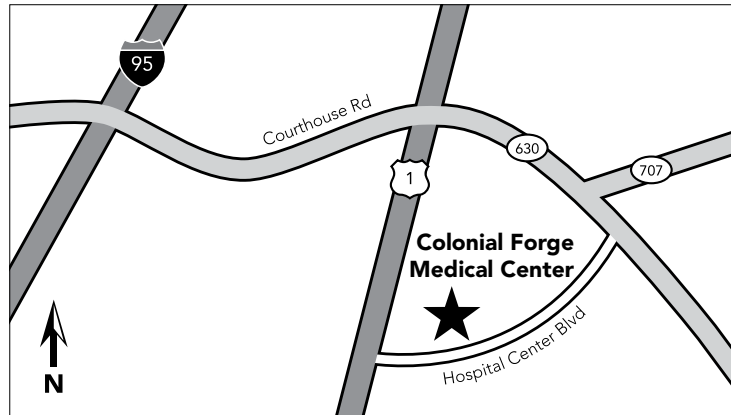 95
Courthouse Rd
630
707
1
Colonial Forge
Medical Center
Hospital Center Blvd
N